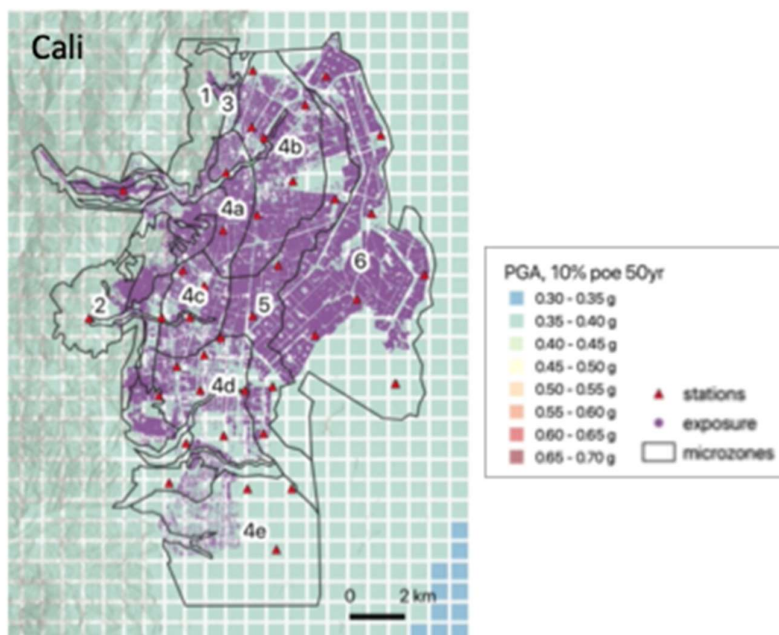 Cali
1
3
4b
4a
6
2
4c
5
4d
4e
0 2 km
PGA, 10% poe 50yr
0.30 - 0.35 g
0.35 - 0.40 g
0.40 - 0.45 g
0.45 - 0.50 g
0.50 - 0.55 g
0.55 - 0.60 g
0.60 - 0.65 g
0.65 - 0.70 g
stations
exposure
microzones